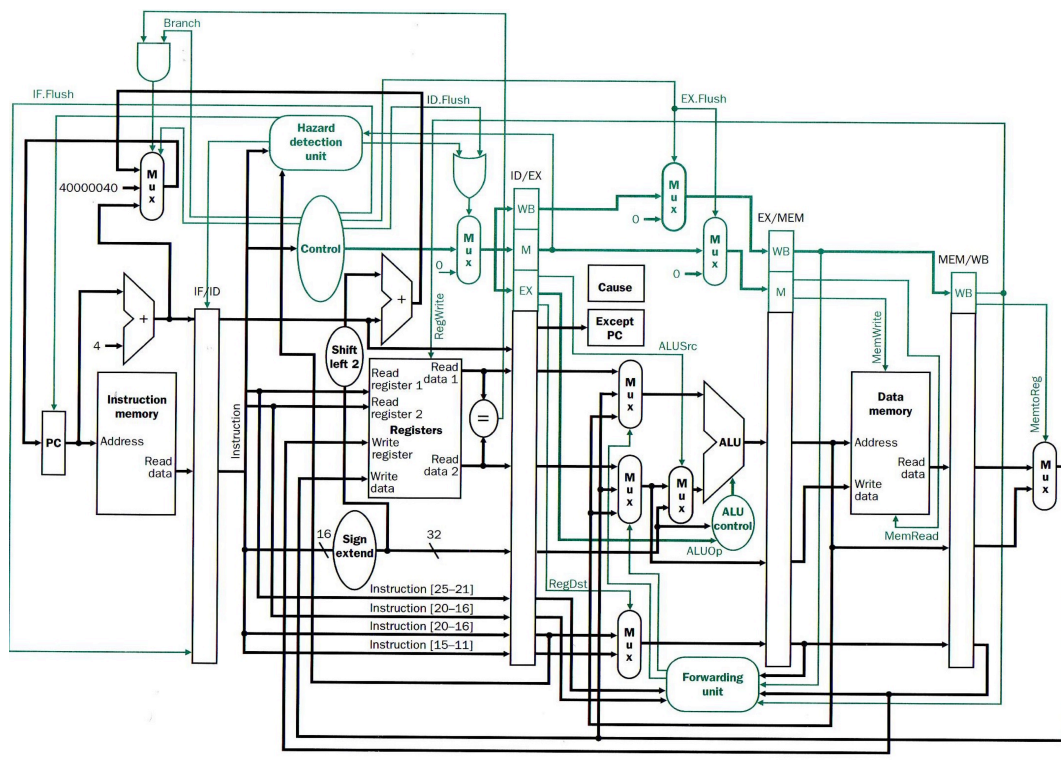 Branch
IF.Flush
ID.Flush
EX.Flush
Hazard
detection
unit
M
u
x
40000040
ID/EX
WB
M
u
x
0
EX/MEM
Control
M
u
x
0
M
M
u
x
0
WB
MEM/WB
IF/ID
EX
Cause
M
WB
+
+
RegWrite
Except
PC
4
Shift
left 2
ALUSrc
MemWrite
MemtoReg
Instruction
memory
Read
register 1
Read
data 1
Read
register 2
Registers
Write
register
Read
data 2
Write
data
=
M
u
x
ALU
Data
memory
PC
Address
Read
data
Instruction
M
u
x
M
u
x
Address
Read
data
Write
data
M
u
x
16
Sign
extend
32
ALU
control
ALUOp
MemRead
RegDst
Instruction [25–21]
Instruction [20–16]
Instruction [20–16]
Instruction [15–11]
M
u
x
Forwarding
unit